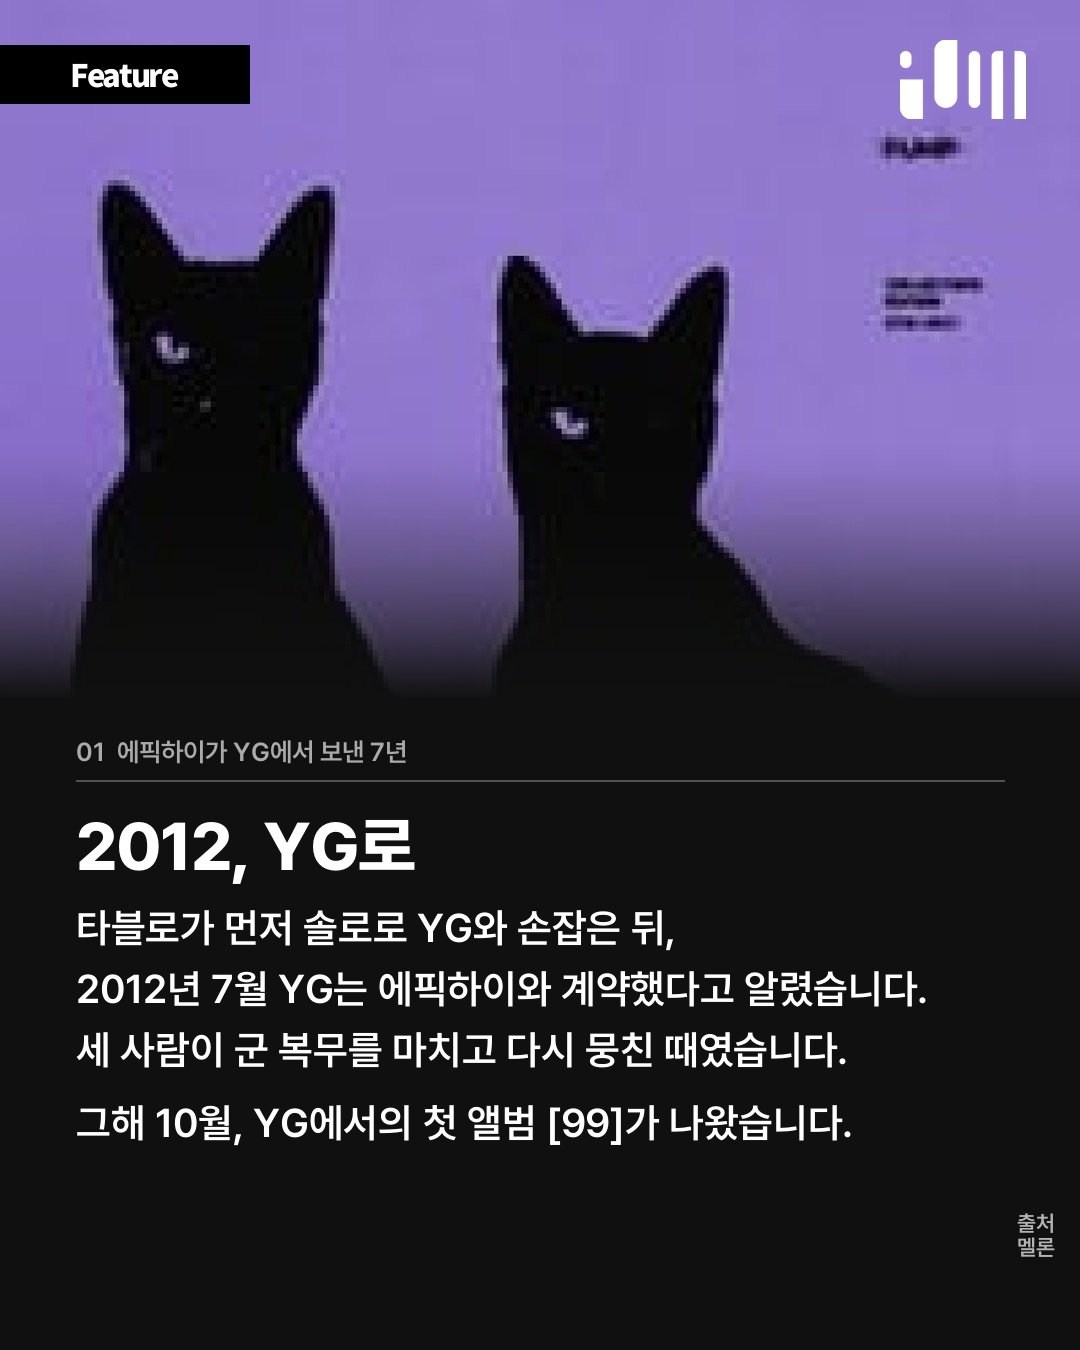 Feature
01 에픽하이가 YG에서 보낸 7년
2012, YG로
타블로가 먼저 솔로로 YG와 손잡은 뒤,
2012년 7월 YG는 에픽하이와 계약했다고 알렸습니다.
세 사람이 군 복무를 마치고 다시 뭉친 때였습니다.
그해 10월, YG에서의 첫 앨범 [99]가 나왔습니다.
출처
멜론